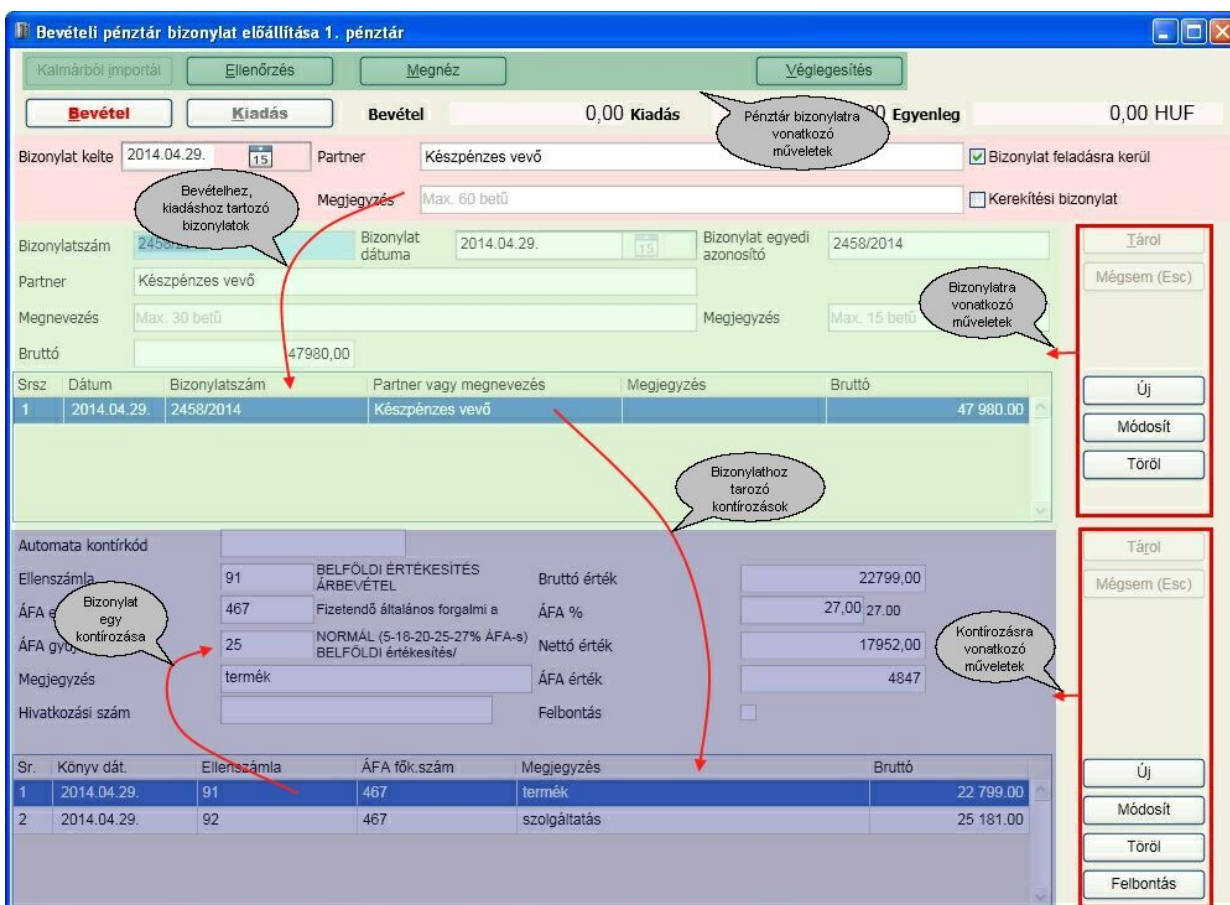 Bevételi pénztár bizonylat előállítása 1. pénztár
Kalmárból importál Ellenőrzés Megnéz Véglegesítés
Bevétel Kiadás Bevétel 0,00 Kiadás Egyenleg 0,00 HUF
Pénztár bizonylatra
vonatkozó
műveletek
Bizonylat kelte 2014.04.29. 15 Partner Készpénzes vevő Bizonylat feladásra kerül
Megjegyzés Max. 60 betű Kerekítési bizonylat
Bevételhez,
kiadáshoz tartozó
bizonylatok
Bizonylatszám Bizonylat dátuma 2014.04.29. 15 Bizonylat egyedi azonosító 2458/2014
Partner Készpénzes vevő
Megnevezés Max. 30 betű Megjegyzés Max. 15 betű
Bruttó 47980,00
Tárol
Mégsem (Esc)
Bizonylatra
vonatkozó
műveletek
Új
Módosít
Töröl
Srsz Dátum Bizonylatszám Partner vagy megnevezés Megjegyzés Bruttó
1 2014.04.29. 2458/2014 Készpénzes vevő 47 980.00
Bizonylathoz
tarozó
kontírozások
Automata kontírkód
Ellenszámla 91 BELFÖLDI ÉRTÉKESÍTÉS ÁRBEVÉTEL Bruttó érték 22799,00
ÁFA 467 Fizetendő általános forgalmi a ÁFA % 27,00 27.00
ÁFA 25 NORMÁL (5-18-20-25-27% ÁFA-s) BELFÖLDI értékesítés/ Nettó érték 17952,00
Megjegyzés termék ÁFA érték 4847
Hivatkozási szám Felbontás
Bizonylat
egy
kontírozása
Tárol
Mégsem (Esc)
Kontírozásra
vonatkozó
műveletek
Új
Módosít
Töröl
Felbontás
Sr. Könyv dát. Ellenszámla ÁFA fők.szám Megjegyzés Bruttó
1 2014.04.29. 91 467 termék 22 799.00
2 2014.04.29. 92 467 szolgáltatás 25 181.00